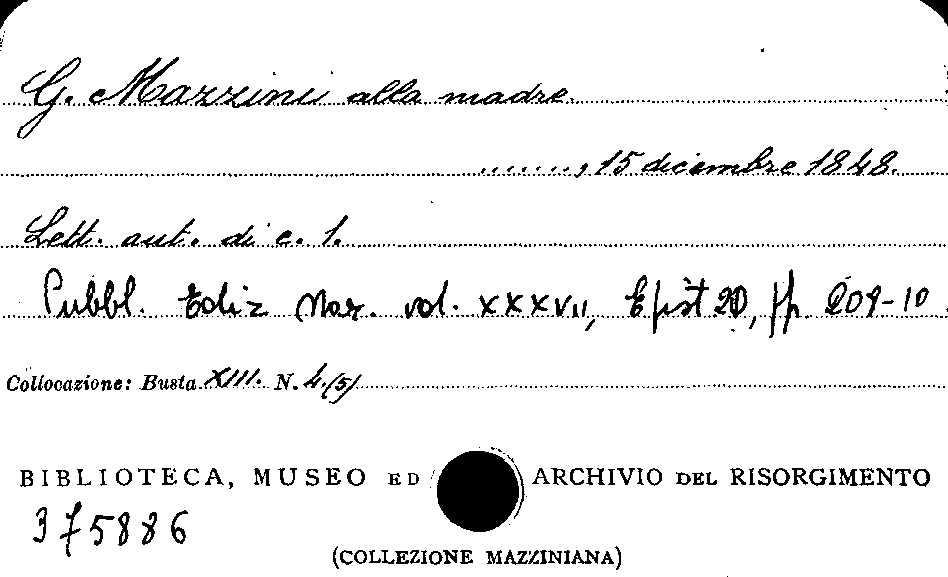 G. Mazzini alla madre.
......., 15 dicembre 1848.
Lett. aut. di c. 1.
Pubbl. Ediz Naz. vol. XXXVII, Epist 20, pp. 209-10
Collocazione: Busta XIII. N. 4.(5)
BIBLIOTECA, MUSEO ED ARCHIVIO DEL RISORGIMENTO
375886
(COLLEZIONE MAZZINIANA)